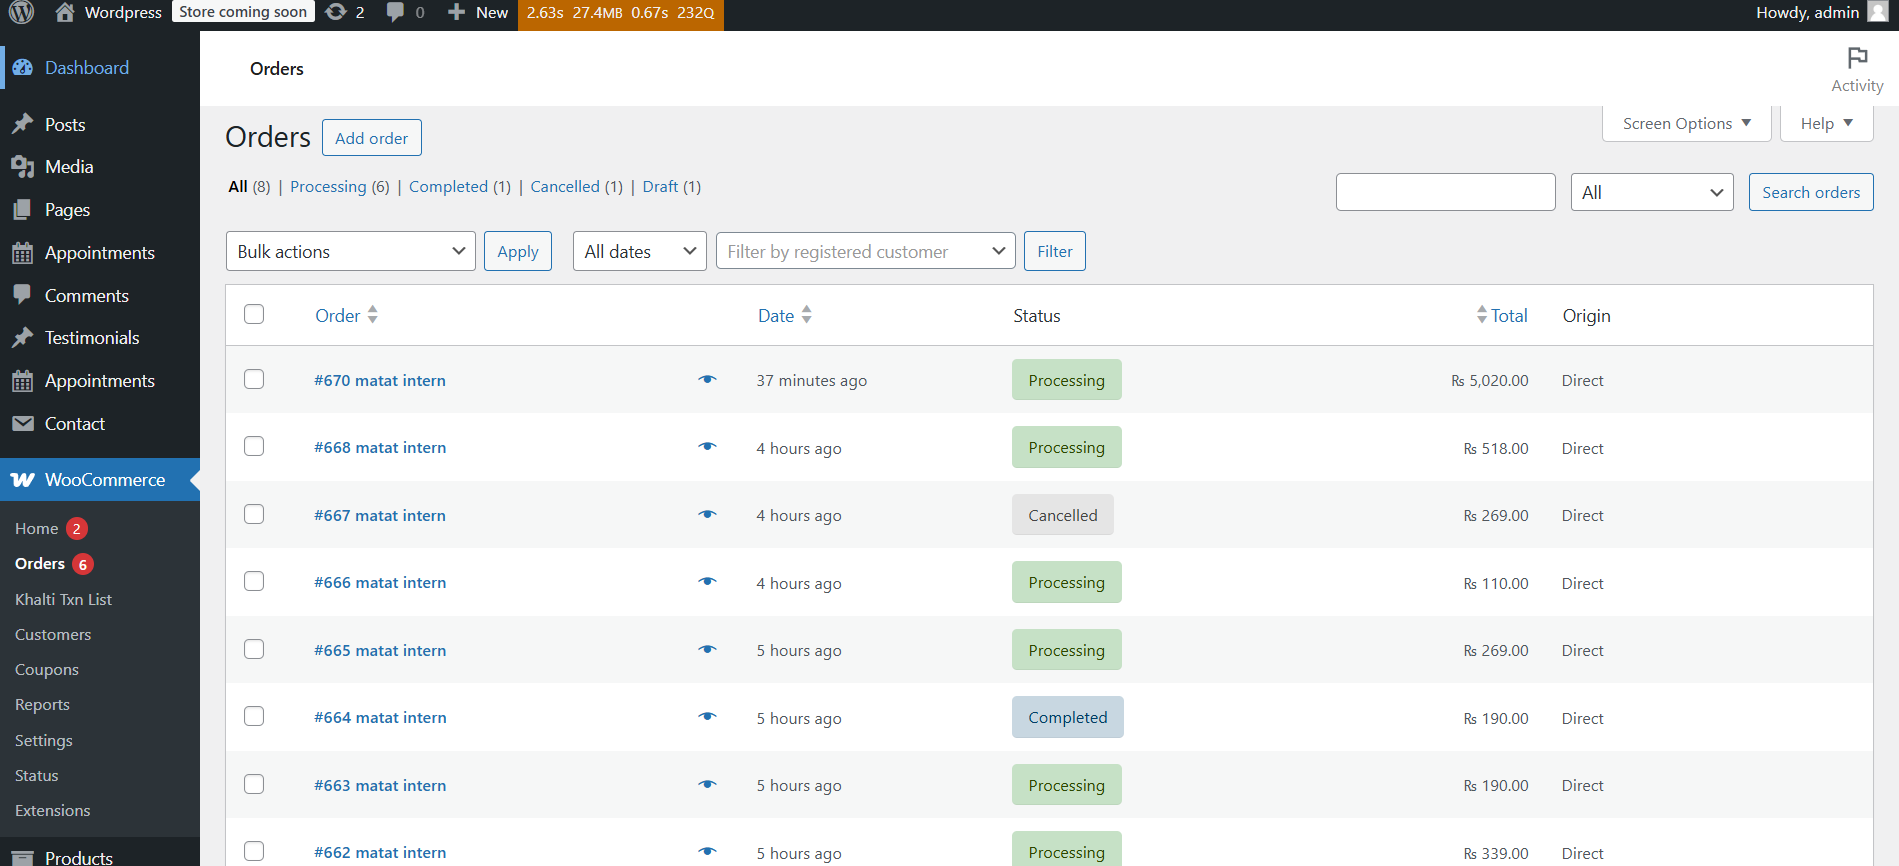 Wordpress Store coming soon 2 0 New 2.63s 27.4MB 0.67s 232Q Howdy, admin
Dashboard
Posts
Media
Pages
Appointments
Comments
Testimonials
Appointments
Contact
WooCommerce
Home 2
Orders 6
Khalti Txn List
Customers
Coupons
Reports
Settings
Status
Extensions
Products
Orders
Activity
Orders Add order
Screen Options Help
All (8) | Processing (6) | Completed (1) | Cancelled (1) | Draft (1)
All Search orders
Bulk actions Apply All dates Filter by registered customer Filter
Order Date Status Total Origin
#670 matat intern 37 minutes ago Processing ₨ 5,020.00 Direct
#668 matat intern 4 hours ago Processing ₨ 518.00 Direct
#667 matat intern 4 hours ago Cancelled ₨ 269.00 Direct
#666 matat intern 4 hours ago Processing ₨ 110.00 Direct
#665 matat intern 5 hours ago Processing ₨ 269.00 Direct
#664 matat intern 5 hours ago Completed ₨ 190.00 Direct
#663 matat intern 5 hours ago Processing ₨ 190.00 Direct
#662 matat intern 5 hours ago Processing ₨ 339.00 Direct